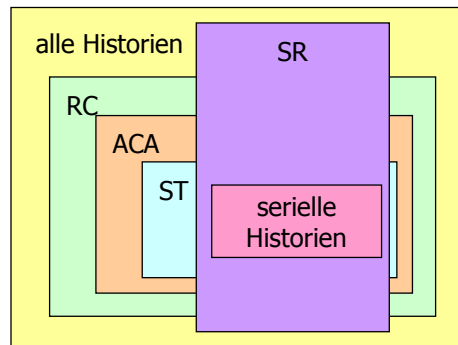 alle Historien
SR
RC
ACA
ST
serielle
Historien